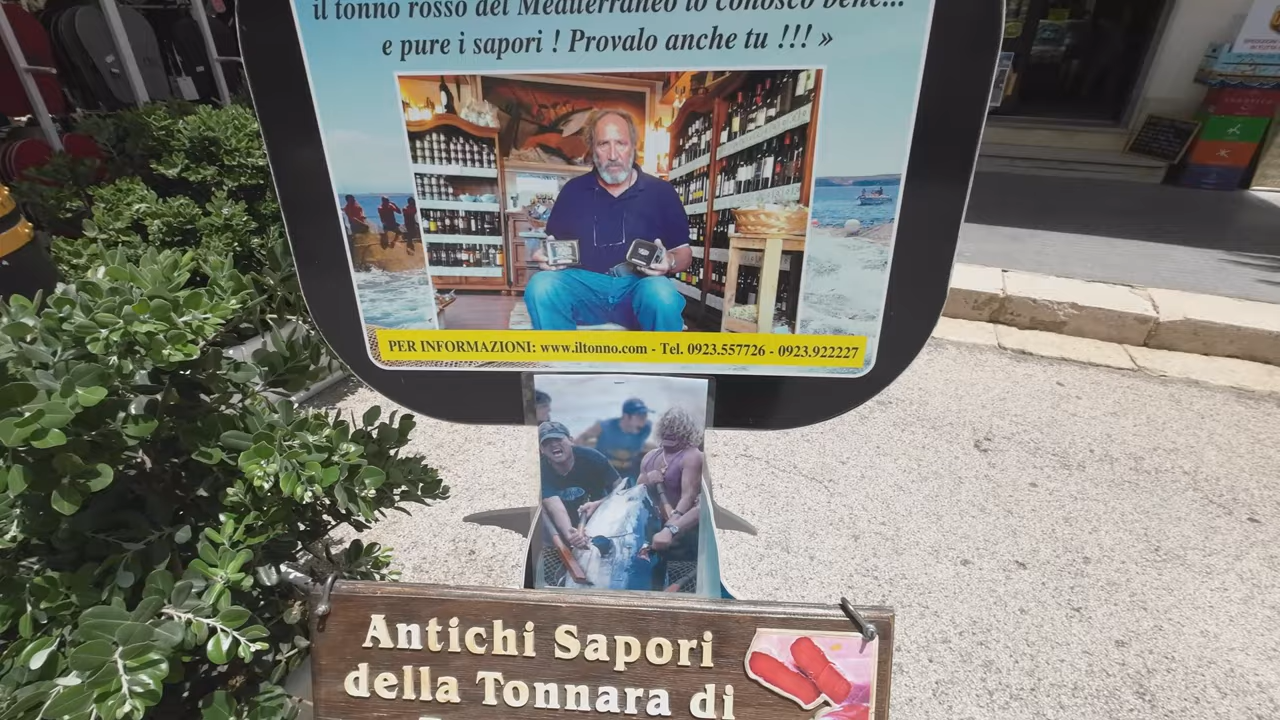 il tonno rosso del Mediterraneo lo conosco bene...
e pure i sapori ! Provalo anche tu !!! »
PER INFORMAZIONI: www.iltonno.com - Tel. 0923.557726 - 0923.922227
Antichi Sapori
della Tonnara di